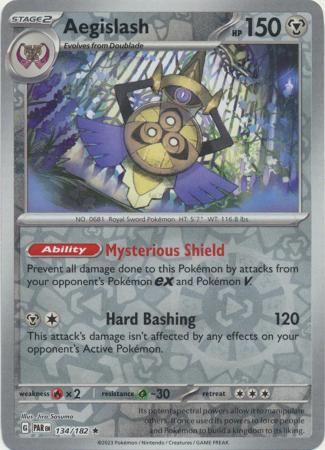 STAGE 2 Aegislash HP 150
Evolves from Doublade
NO. 0681 Royal Sword Pokémon HT: 5'7" WT: 116.8 lbs.
Ability Mysterious Shield
Prevent all damage done to this Pokémon by attacks from
your opponent's Pokémon ex and Pokémon V.
Hard Bashing 120
This attack's damage isn't affected by any effects on your
opponent's Active Pokémon.
weakness ×2 resistance -30 retreat
Illus. Jiro Sasumo
G PAR EN 134/182 ★
Its potent spectral powers allow it to manipulate
others. It once used its powers to force people
and Pokémon to build a kingdom to its liking.
©2023 Pokémon / Nintendo / Creatures / GAME FREAK